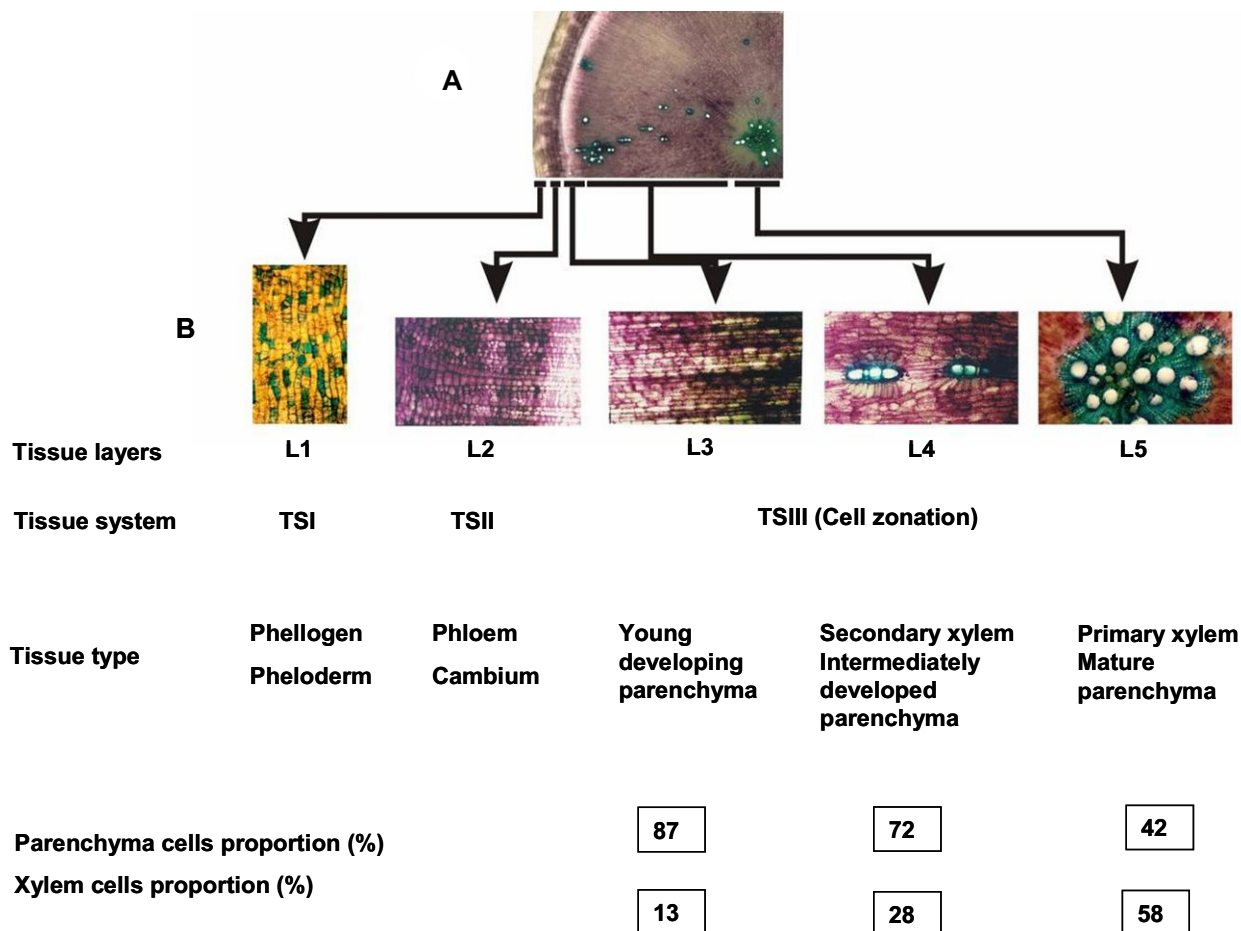 A
B
Tissue layers L1 L2 L3 L4 L5
Tissue system TSI TSII TSIII (Cell zonation)
Tissue type
Phellogen
Pheloderm
Phloem
Cambium
Young
developing
parenchyma
Secondary xylem
Intermediately
developed
parenchyma
Primary xylem
Mature
parenchyma
Parenchyma cells proportion (%) 87 72 42
Xylem cells proportion (%) 13 28 58